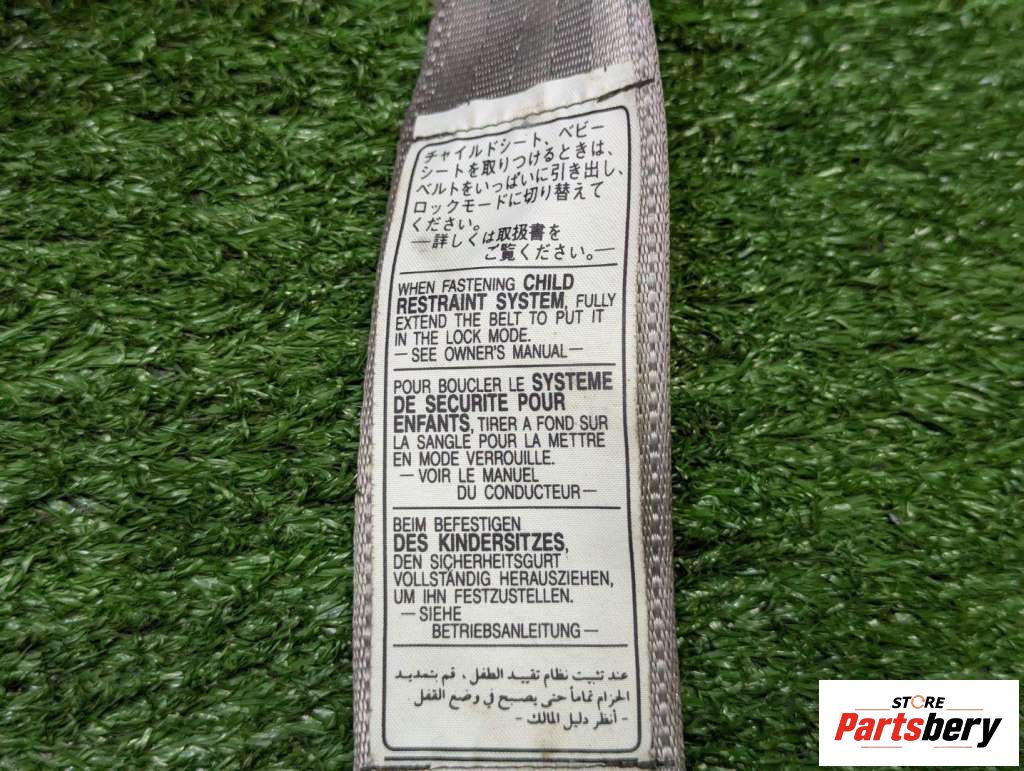 チャイルドシート、ベビー
シートを取りつけるときは、
ベルトをいっぱいに引き出し、
ロックモードに切り替えて
ください。
—詳しくは取扱書を
ご覧ください。—
WHEN FASTENING CHILD
RESTRAINT SYSTEM, FULLY
EXTEND THE BELT TO PUT IT
IN THE LOCK MODE.
— SEE OWNER'S MANUAL —
POUR BOUCLER LE SYSTEME
DE SECURITE POUR
ENFANTS, TIRER A FOND SUR
LA SANGLE POUR LA METTRE
EN MODE VERROUILLE.
— VOIR LE MANUEL
DU CONDUCTEUR —
BEIM BEFESTIGEN
DES KINDERSITZES,
DEN SICHERHEITSGURT
VOLLSTÄNDIG HERAUSZIEHEN,
UM IHN FESTZUSTELLEN.
— SIEHE
BETRIEBSANLEITUNG —
عند تثبيت نظام تقييد الطفل ، قم بتمديد
الحزام تماماً حتى يصبح في وضع القفل
- أنظر دليل المالك -
STORE
Partsbery